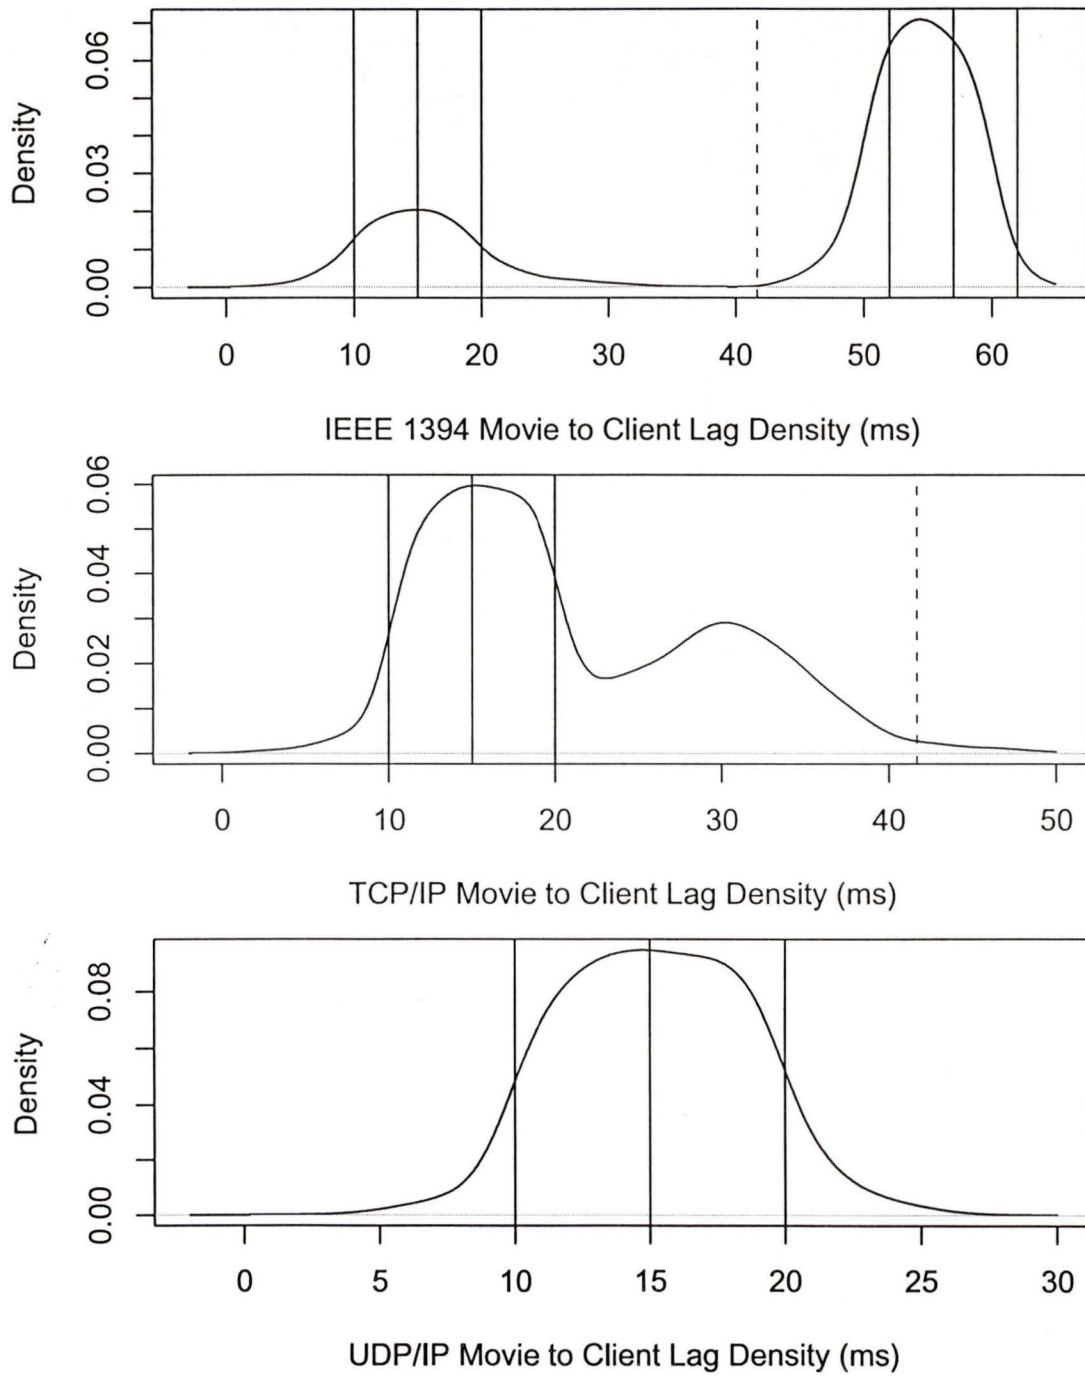 Density
0.00 0.03 0.06
0 10 20 30 40 50 60
IEEE 1394 Movie to Client Lag Density (ms)
Density
0.00 0.02 0.04 0.06
0 10 20 30 40 50
TCP/IP Movie to Client Lag Density (ms)
Density
0.00 0.04 0.08
0 5 10 15 20 25 30
UDP/IP Movie to Client Lag Density (ms)